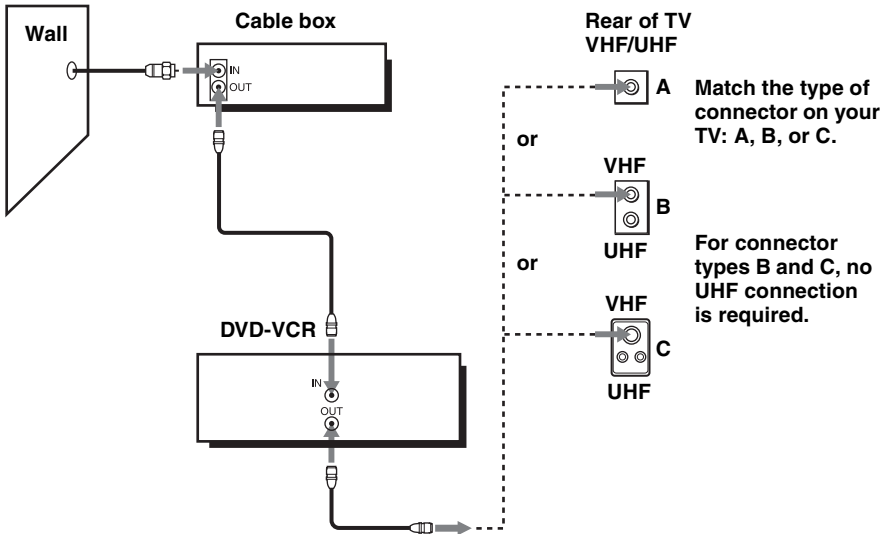 Wall
Cable box
IN
OUT
DVD-VCR
IN
OUT
Rear of TV
VHF/UHF
A
or
VHF
B
UHF
or
VHF
C
UHF
Match the type of
connector on your
TV: A, B, or C.
For connector
types B and C, no
UHF connection
is required.